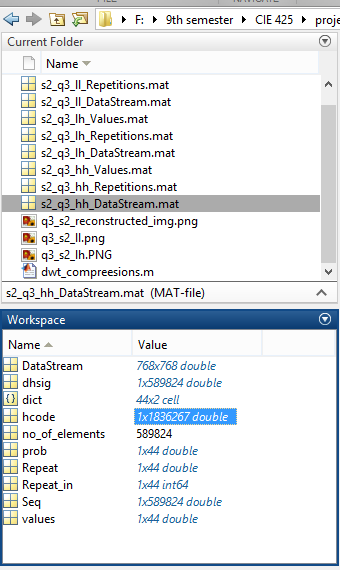 F: 9th semester CIE 425 proje
Current Folder
Name
s2_q3_ll_Repetitions.mat
s2_q3_ll_DataStream.mat
s2_q3_lh_Values.mat
s2_q3_lh_Repetitions.mat
s2_q3_lh_DataStream.mat
s2_q3_hh_Values.mat
s2_q3_hh_Repetitions.mat
s2_q3_hh_DataStream.mat
q3_s2_reconstructed_img.png
q3_s2_ll.png
q3_s2_lh.PNG
dwt_compreesions.m
s2_q3_hh_DataStream.mat (MAT-file)
Workspace
Name Value
DataStream 768x768 double
dhsig 1x589824 double
dict 44x2 cell
hcode 1x1836267 double
no_of_elements 589824
prob 1x44 double
Repeat 1x44 double
Repeat_in 1x44 int64
Seq 1x589824 double
values 1x44 double